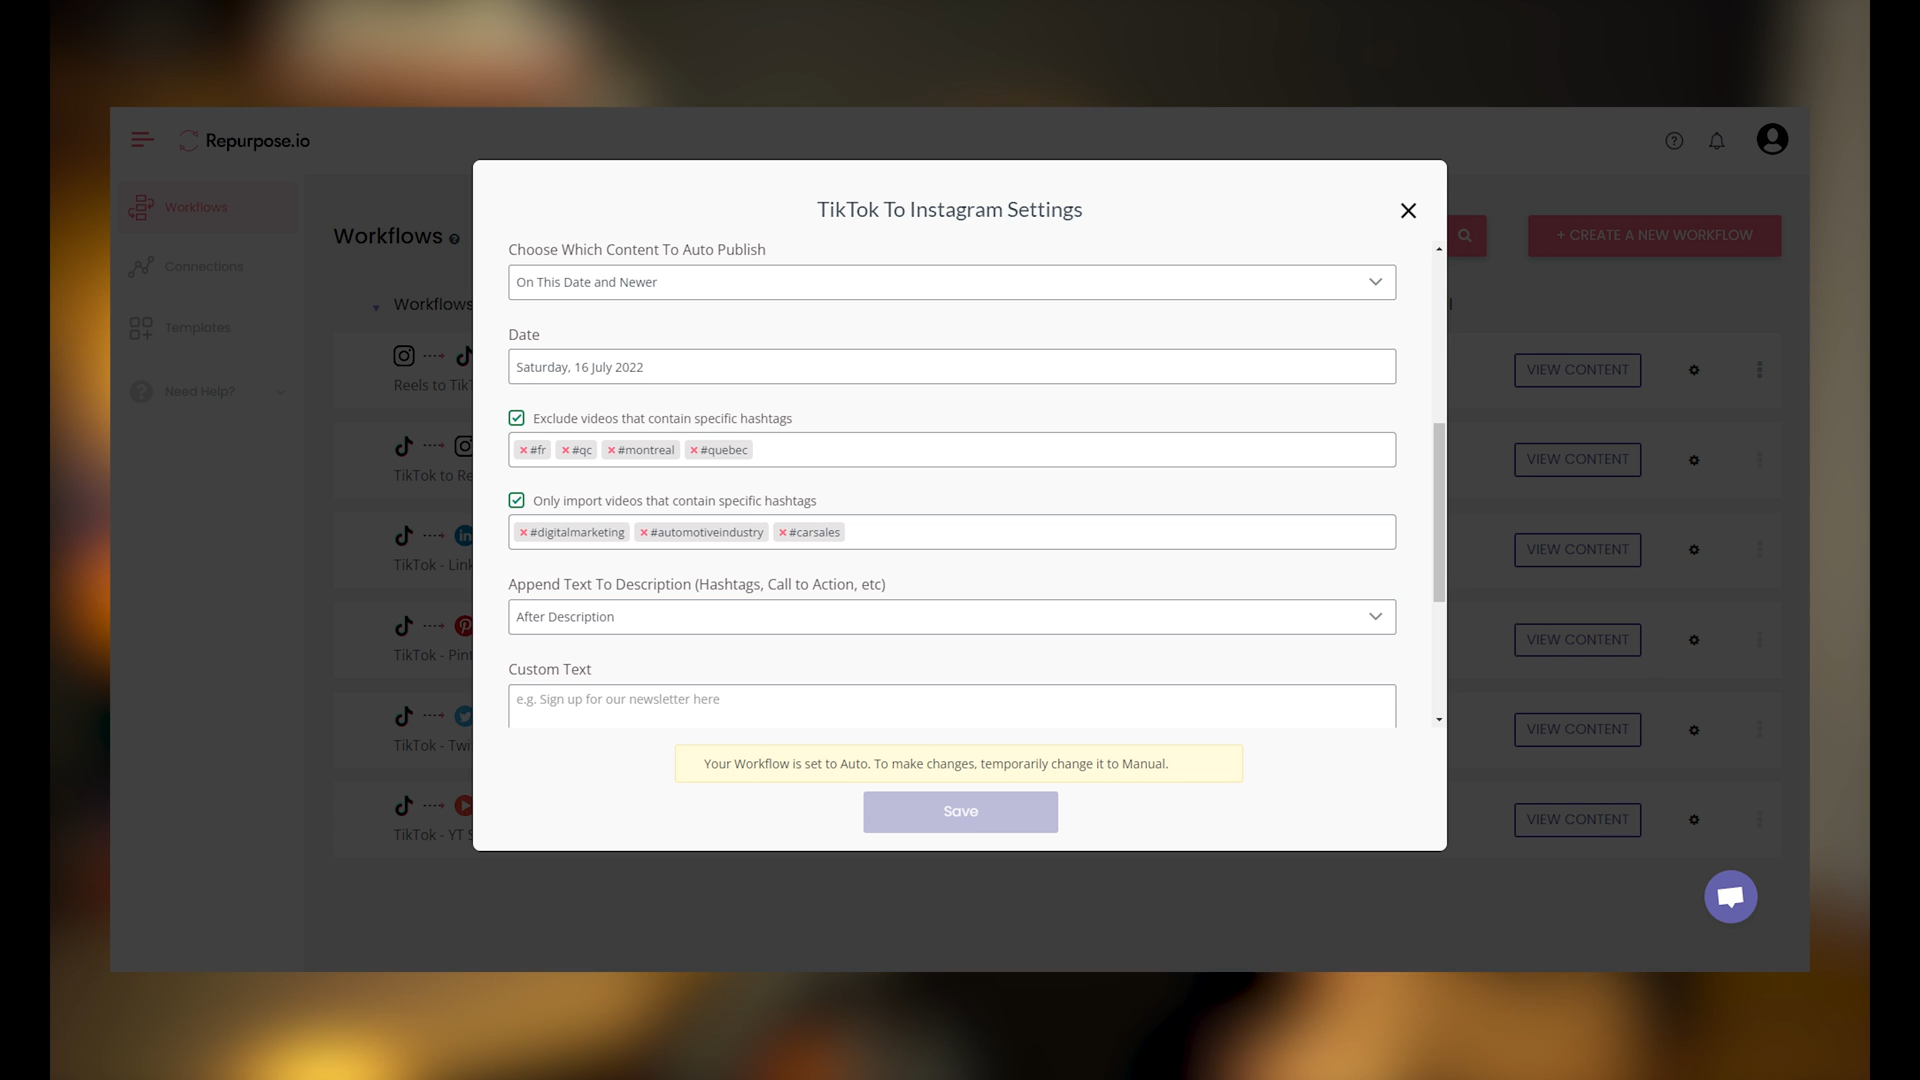 Repurpose.io
Workflows
Connections
Templates
Need Help?
Workflows
+ CREATE A NEW WORKFLOW
Workflows
Reels to TikT
TikTok to Re
TikTok - Link
TikTok - Pint
TikTok - Twi
TikTok - YT S
VIEW CONTENT
VIEW CONTENT
VIEW CONTENT
VIEW CONTENT
VIEW CONTENT
VIEW CONTENT
TikTok To Instagram Settings
Choose Which Content To Auto Publish
On This Date and Newer
Date
Saturday, 16 July 2022
Exclude videos that contain specific hashtags
× #fr × #qc × #montreal × #quebec
Only import videos that contain specific hashtags
× #digitalmarketing × #automotiveindustry × #carsales
Append Text To Description (Hashtags, Call to Action, etc)
After Description
Custom Text
e.g. Sign up for our newsletter here
Your Workflow is set to Auto. To make changes, temporarily change it to Manual.
Save